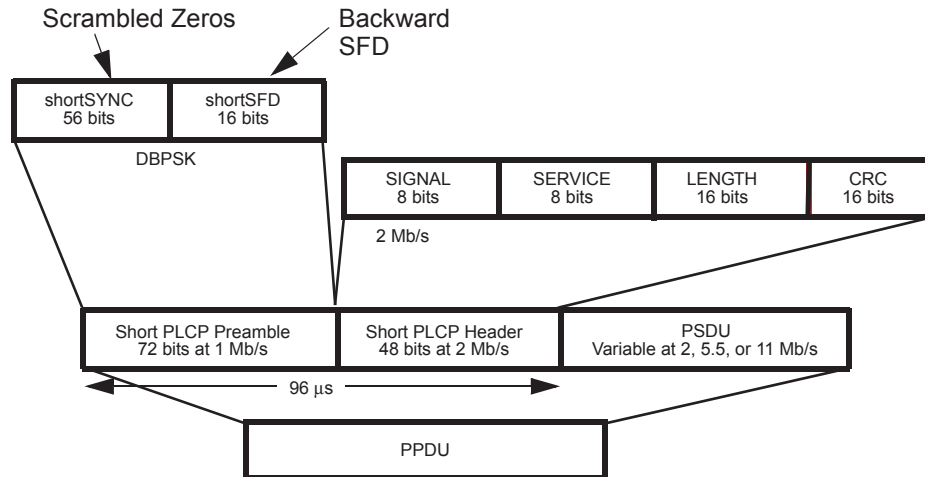 Scrambled Zeros
Backward
SFD
shortSYNC
56 bits
shortSFD
16 bits
DBPSK
SIGNAL
8 bits
SERVICE
8 bits
LENGTH
16 bits
CRC
16 bits
2 Mb/s
Short PLCP Preamble
72 bits at 1 Mb/s
Short PLCP Header
48 bits at 2 Mb/s
PSDU
Variable at 2, 5.5, or 11 Mb/s
96 μs
PPDU